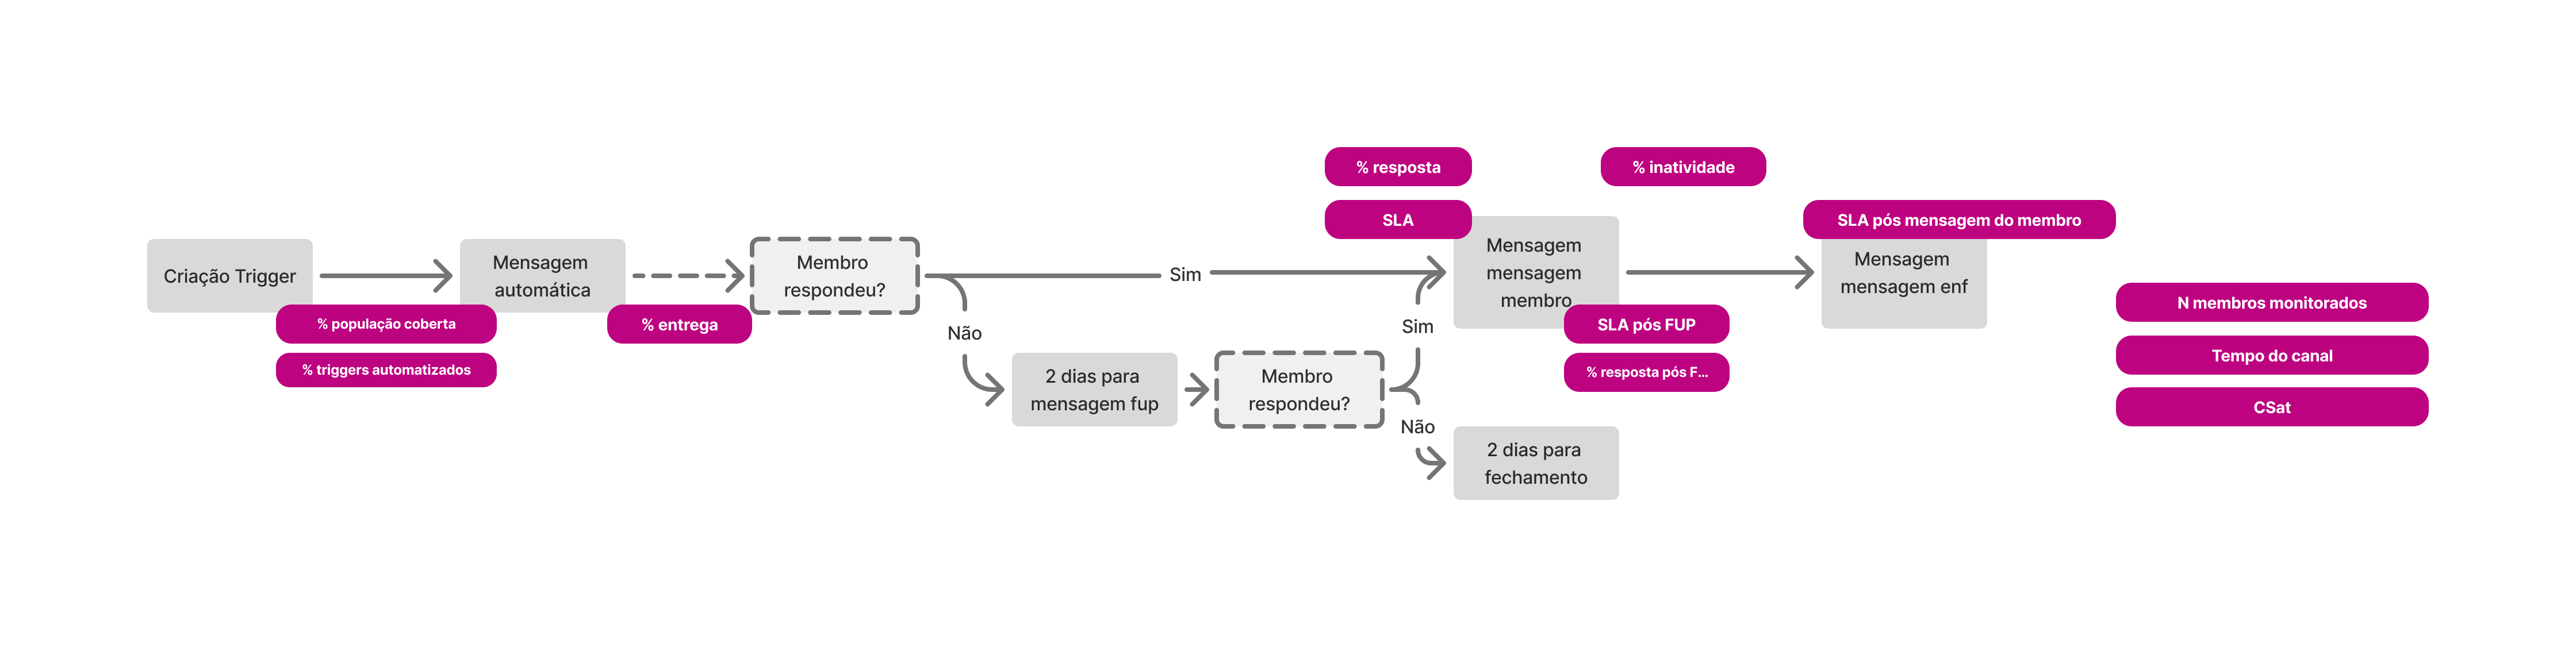 Criação Trigger
% população coberta
% triggers automatizados
Mensagem
automática
% entrega
Membro
respondeu?
Sim
Não
2 dias para
mensagem fup
Membro
respondeu?
Sim
Não
2 dias para
fechamento
% resposta
SLA
Mensagem
mensagem
membro
SLA pós FUP
% resposta pós F...
% inatividade
SLA pós mensagem do membro
Mensagem
mensagem enf
N membros monitorados
Tempo do canal
CSat